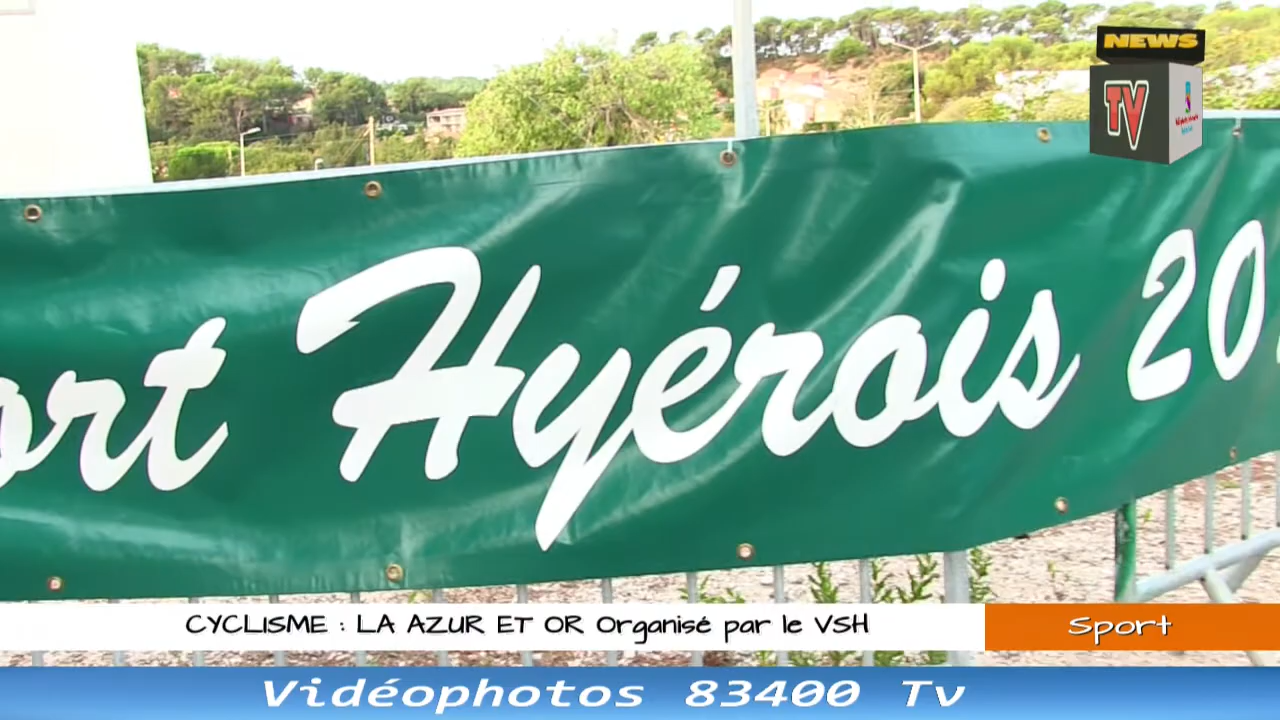 NEWS
TV
ort Hyérois 20
CYCLISME : LA AZUR ET OR Organisé par le VSH
Sport
Vidéophotos 83400 Tv